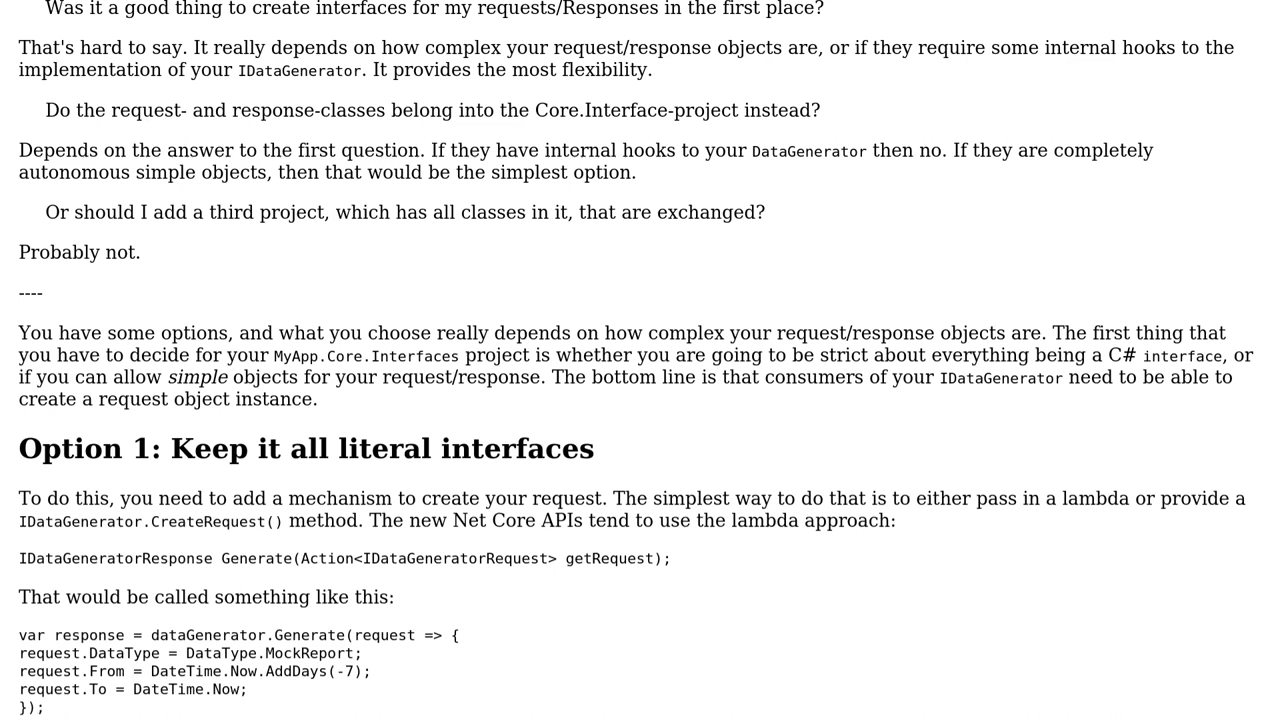 Was it a good thing to create interfaces for my requests/Responses in the first place?
That's hard to say. It really depends on how complex your request/response objects are, or if they require some internal hooks to the
implementation of your IDataGenerator. It provides the most flexibility.
Do the request- and response-classes belong into the Core.Interface-project instead?
Depends on the answer to the first question. If they have internal hooks to your DataGenerator then no. If they are completely
autonomous simple objects, then that would be the simplest option.
Or should I add a third project, which has all classes in it, that are exchanged?
Probably not.
----
You have some options, and what you choose really depends on how complex your request/response objects are. The first thing that
you have to decide for your MyApp.Core.Interfaces project is whether you are going to be strict about everything being a C# interface, or
if you can allow simple objects for your request/response. The bottom line is that consumers of your IDataGenerator need to be able to
create a request object instance.
Option 1: Keep it all literal interfaces
To do this, you need to add a mechanism to create your request. The simplest way to do that is to either pass in a lambda or provide a
IDataGenerator.CreateRequest() method. The new Net Core APIs tend to use the lambda approach:
IDataGeneratorResponse Generate(Action<IDataGeneratorRequest> getRequest);
That would be called something like this:
var response = dataGenerator.Generate(request => {
request.DataType = DataType.MockReport;
request.From = DateTime.Now.AddDays(-7);
request.To = DateTime.Now;
});